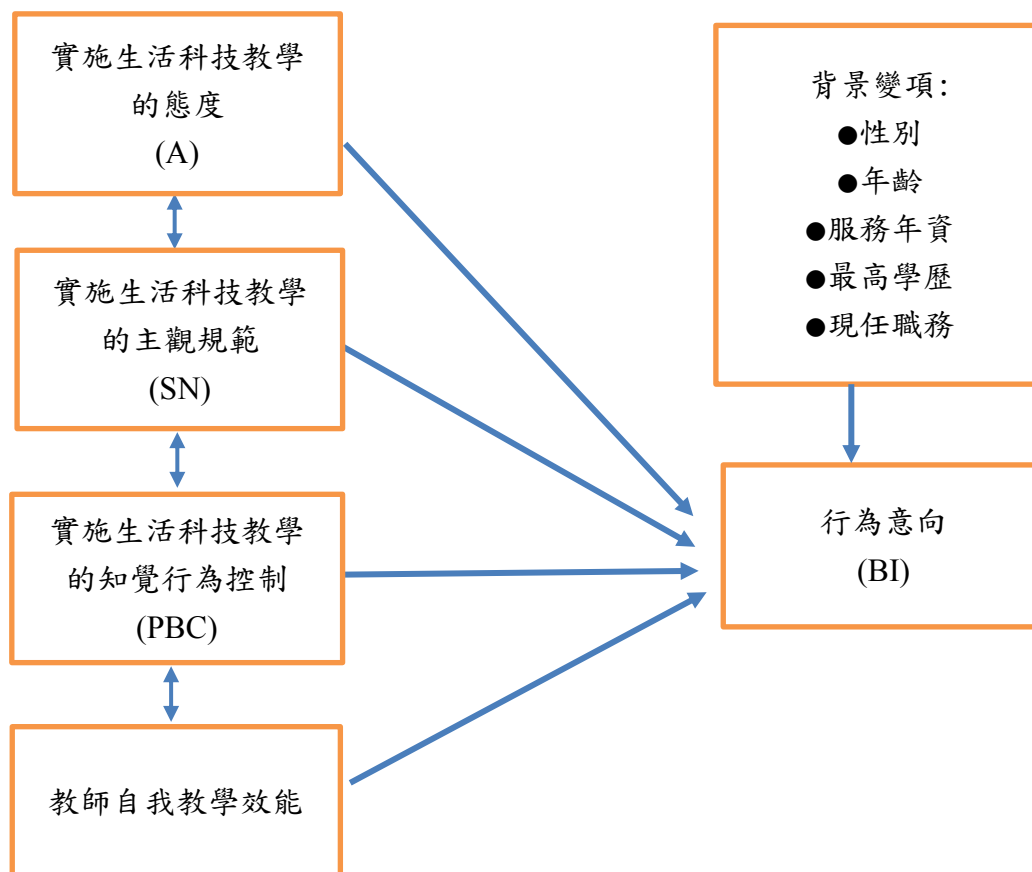 實施生活科技教學
的態度
(A)
實施生活科技教學
的主觀規範
(SN)
實施生活科技教學
的知覺行為控制
(PBC)
教師自我教學效能
背景變項:
●性別
●年齡
●服務年資
●最高學歷
●現任職務
行為意向
(BI)